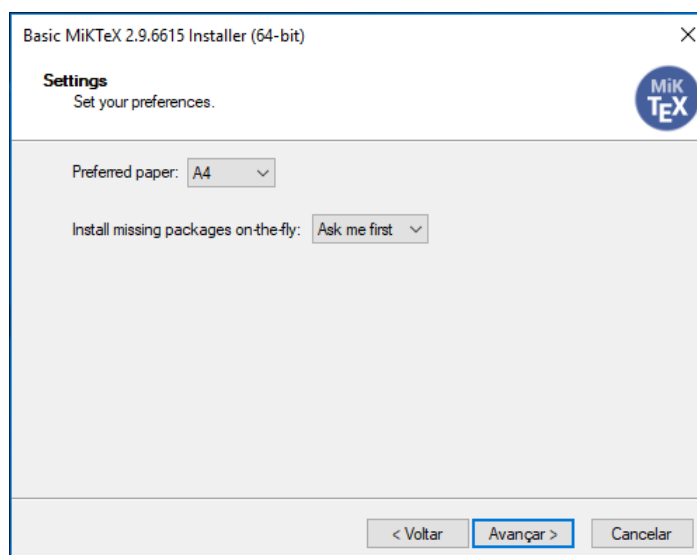 Basic MiKTeX 2.9.6615 Installer (64-bit)
Settings
Set your preferences.
MiK
TEX
Preferred paper: A4
Install missing packages on-the-fly: Ask me first
< Voltar Avançar > Cancelar